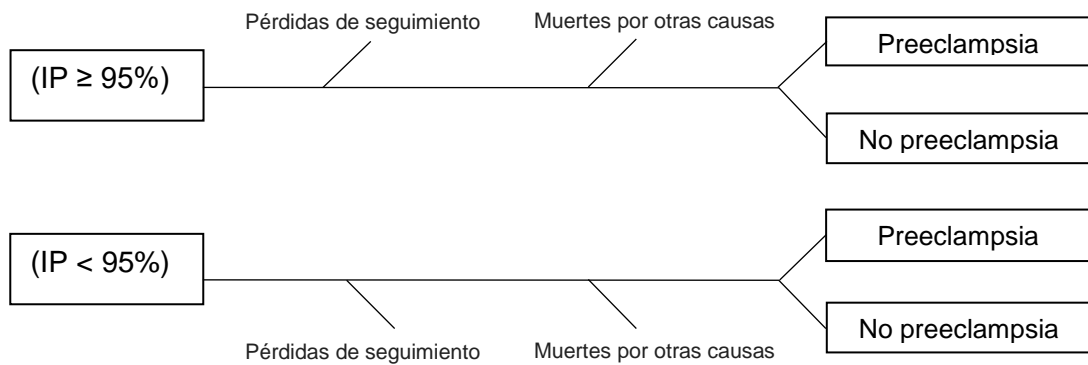 Pérdidas de seguimiento
Muertes por otras causas
Preeclampsia
(IP ≥ 95%)
No preeclampsia
Preeclampsia
(IP < 95%)
No preeclampsia
Pérdidas de seguimiento
Muertes por otras causas